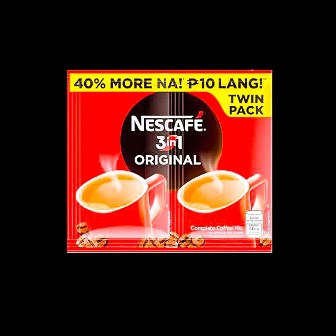 40% MORE NA! ₱10 LANG!
TWIN
PACK
NESCAFÉ.
3in1
ORIGINAL
Complete Coffee Mix